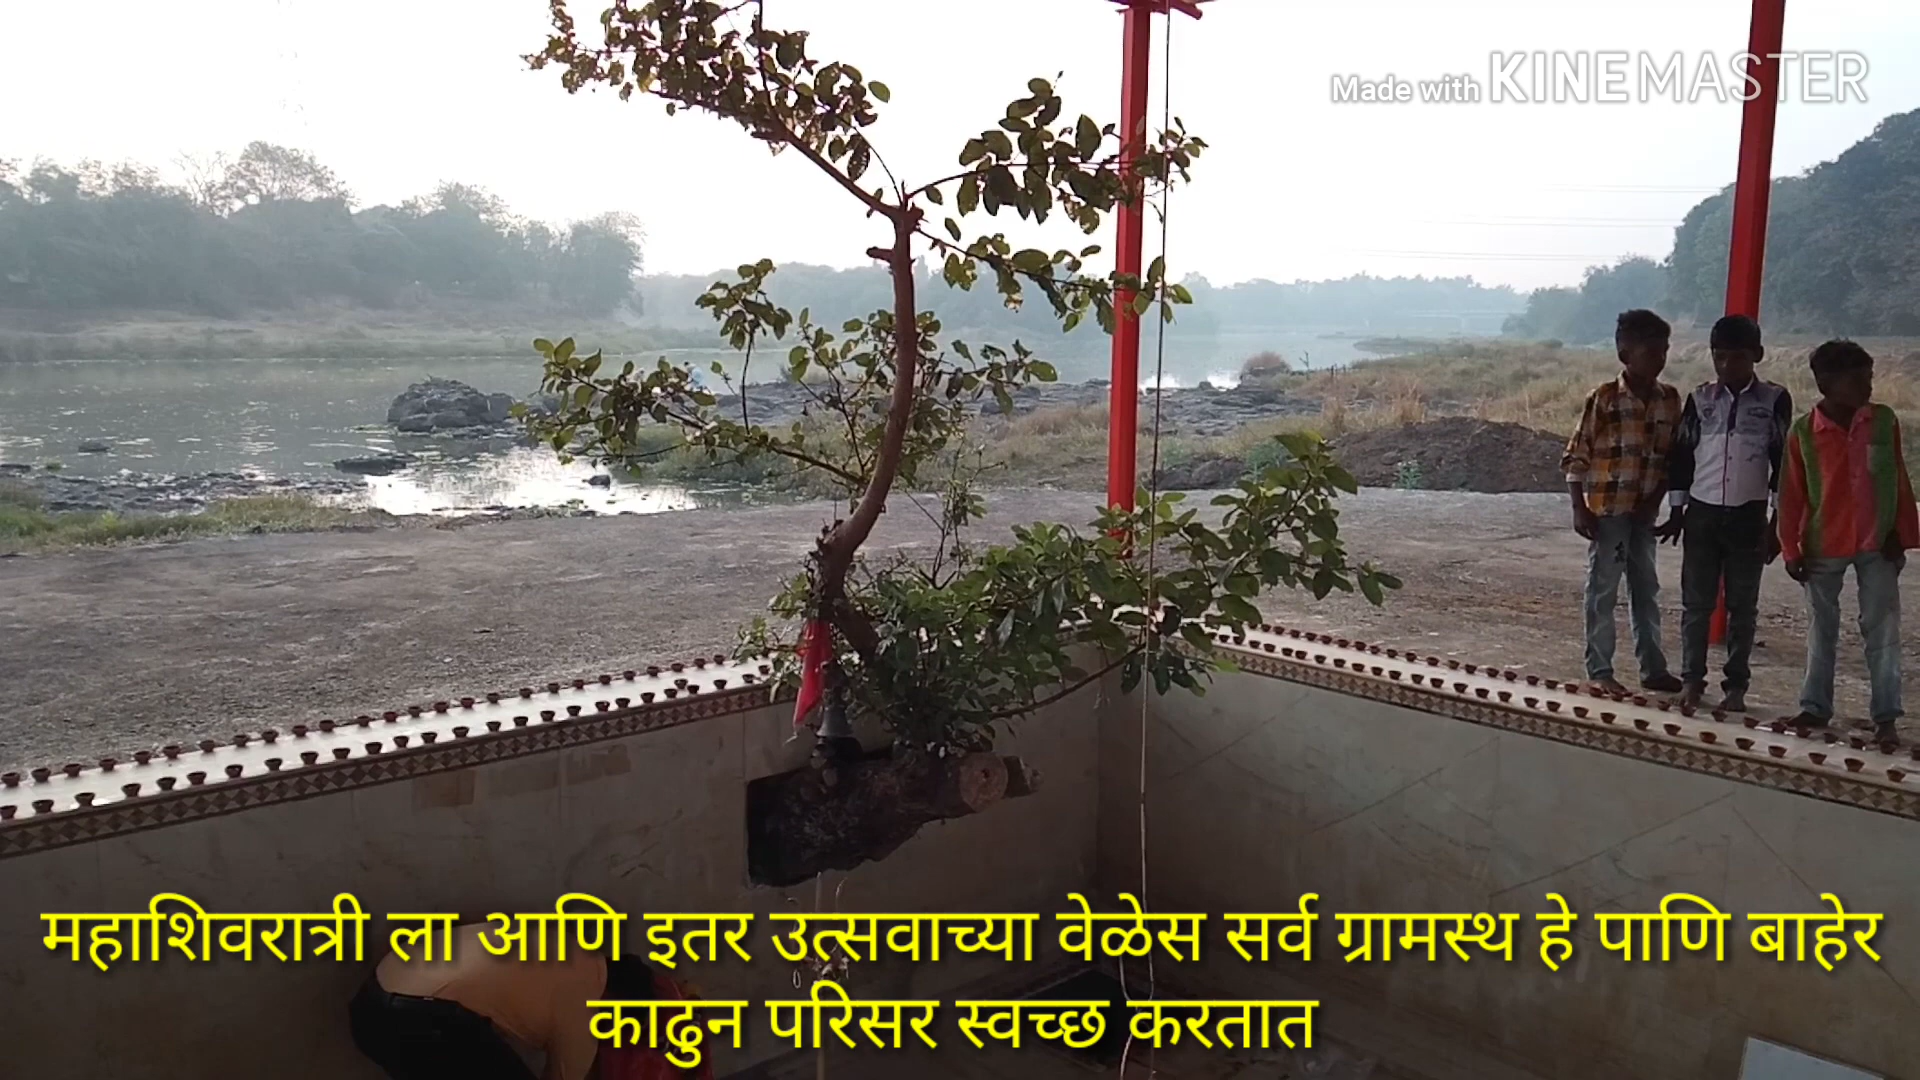 Made with KINEMASTER
महाशिवरात्री ला आणि इतर उत्सवाच्या वेळेस सर्व ग्रामस्थ हे पाणि बाहेर
काढुन परिसर स्वच्छ करतात